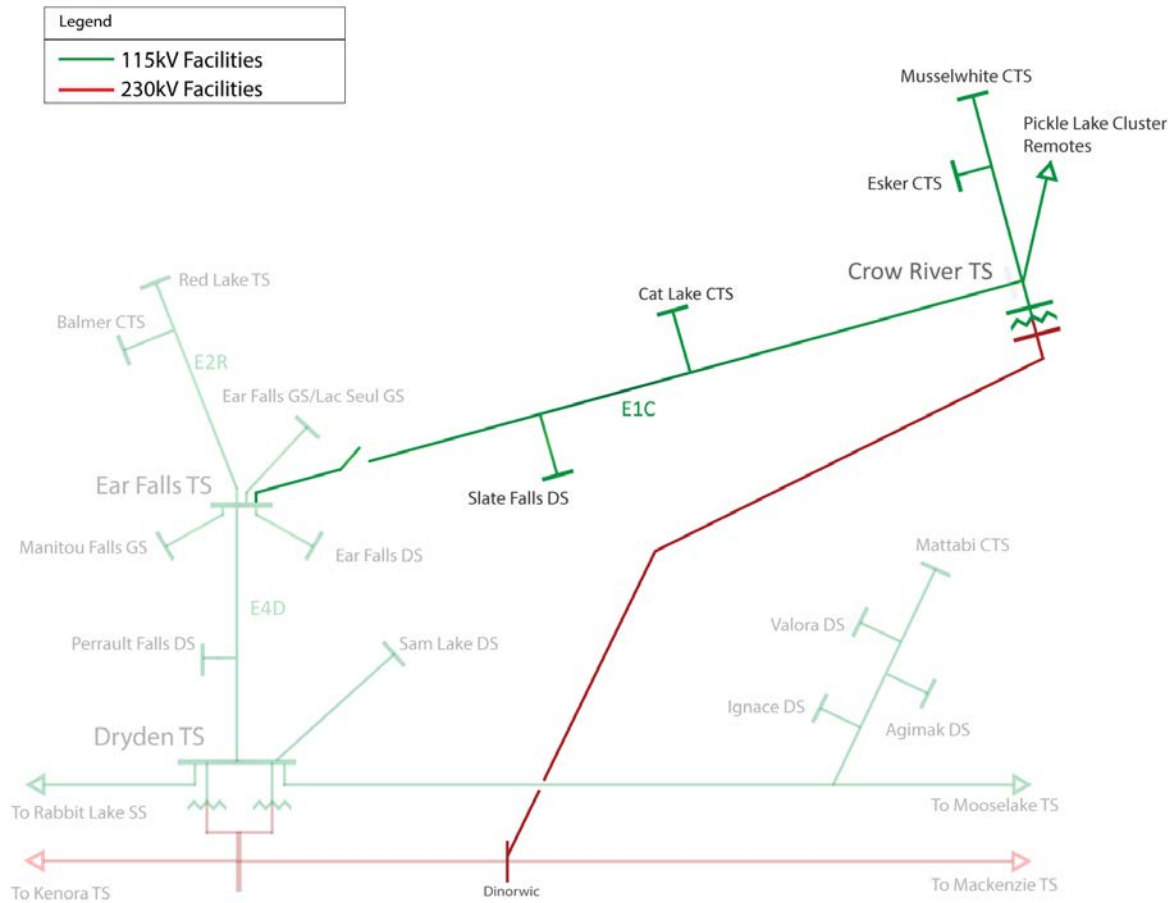 Legend
115kV Facilities
230kV Facilities
Musselwhite CTS
Pickle Lake Cluster
Remotes
Esker CTS
Crow River TS
Red Lake TS
Cat Lake CTS
Balmer CTS
E2R
Ear Falls GS/Lac Seul GS
E1C
Ear Falls TS
Slate Falls DS
Manitou Falls GS
Ear Falls DS
Mattabi CTS
E4D
Valora DS
Perrault Falls DS
Sam Lake DS
Ignace DS
Agimak DS
Dryden TS
To Rabbit Lake SS
To Mooselake TS
To Kenora TS
Dinorwic
To Mackenzie TS